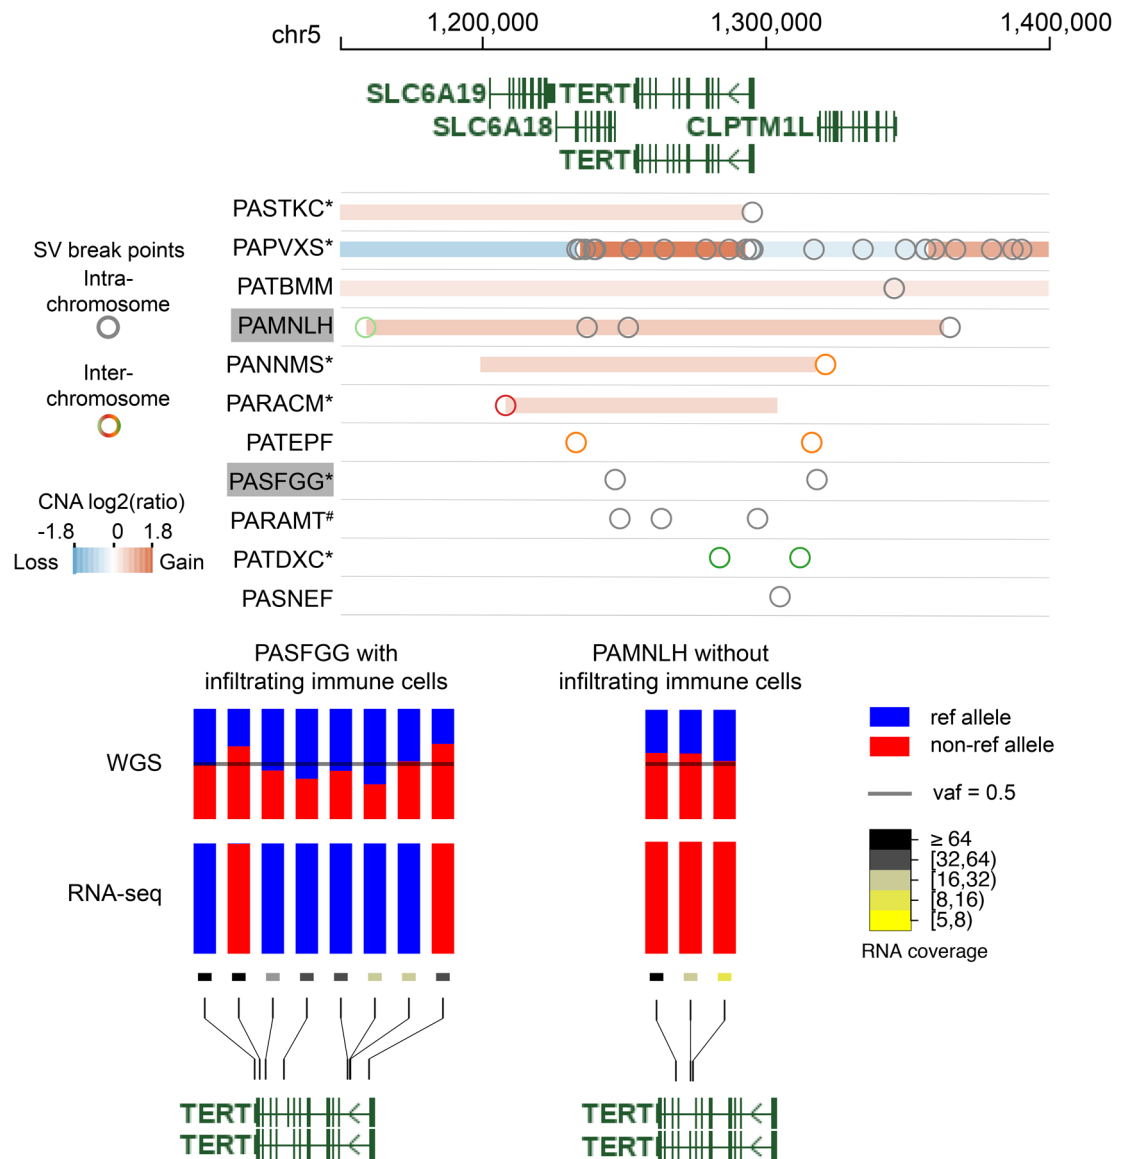 chr5 1,200,000 1,300,000 1,400,000
SLC6A19 TERT
SLC6A18 CLPTM1L
TERT
PASTKC*
PAPVXS*
PATBMM
PAMNLH
PANNMS*
PARACM*
PATEPF
PASFGG*
PARAMT#
PATDXC*
PASNEF
SV break points
Intra-
chromosome
Inter-
chromosome
CNA log2(ratio)
-1.8 0 1.8
Loss Gain
PASFGG with
infiltrating immune cells
PAMNLH without
infiltrating immune cells
WGS
RNA-seq
ref allele
non-ref allele
vaf = 0.5
≥ 64
[32,64)
[16,32)
[8,16)
[5,8)
RNA coverage
TERT
TERT
TERT
TERT